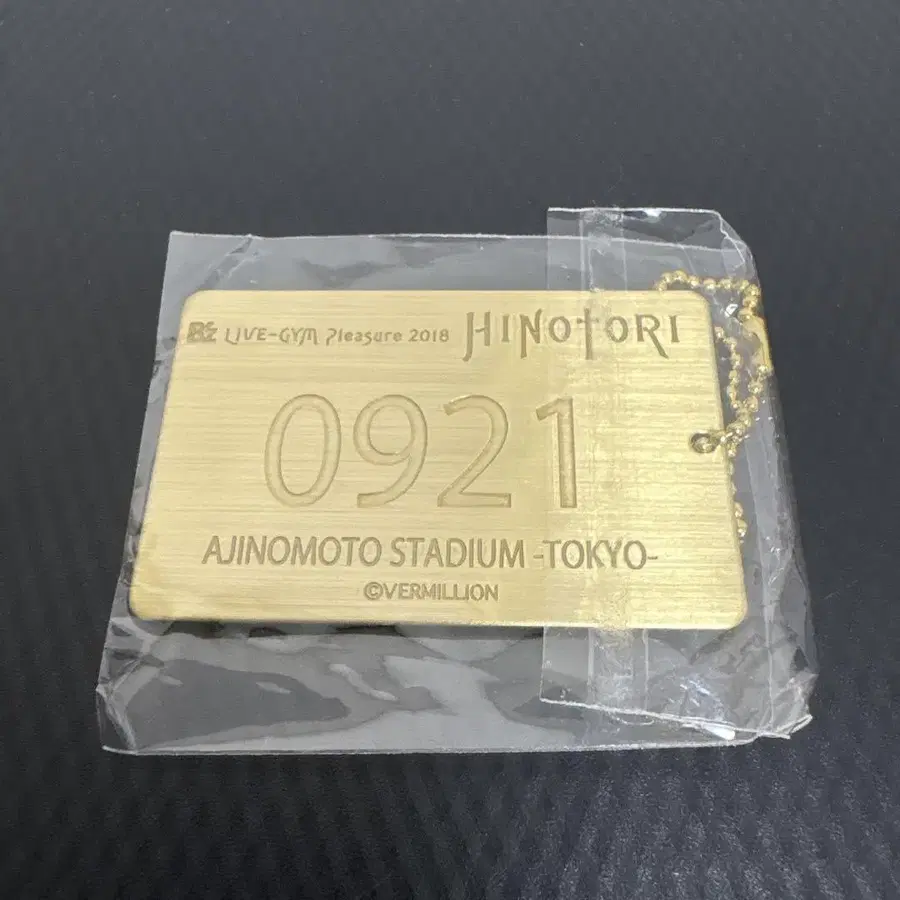 B'z LIVE-GYM Pleasure 2018 HINOTORI
0921
AJINOMOTO STADIUM -TOKYO-
©VERMILLION